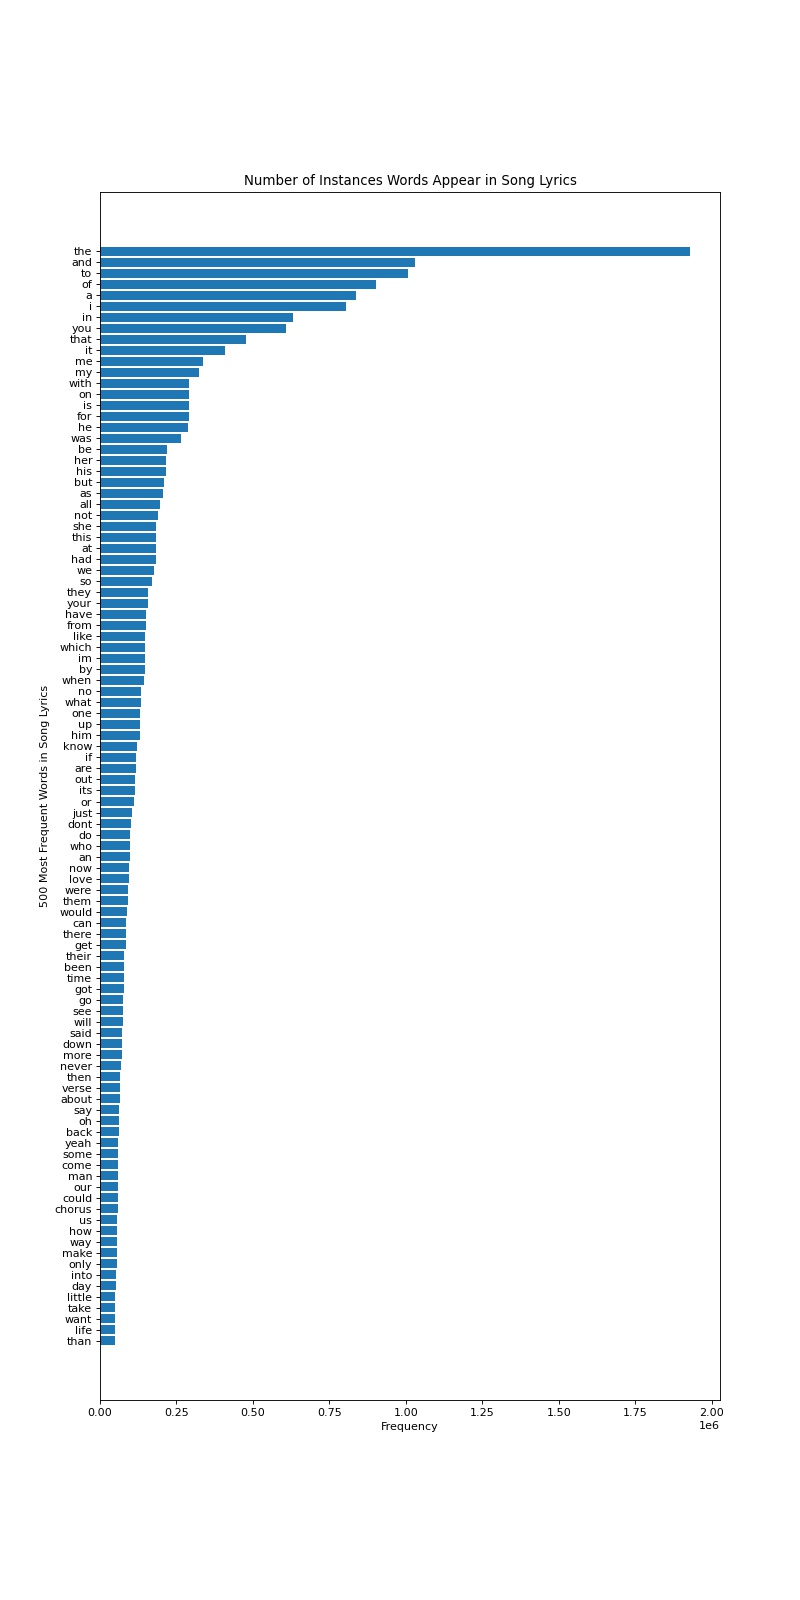 Number of Instances Words Appear in Song Lyrics
500 Most Frequent Words in Song Lyrics
the
and
to
of
a
i
in
you
that
it
me
my
with
on
is
for
he
was
be
her
his
but
as
all
not
she
this
at
had
we
so
they
your
have
from
like
which
im
by
when
no
what
one
up
him
know
if
are
out
its
or
just
dont
do
who
an
now
love
were
them
would
can
there
get
their
been
time
got
go
see
will
said
down
more
never
then
verse
about
say
oh
back
yeah
some
come
man
our
could
chorus
us
how
way
make
only
into
day
little
take
want
life
than
0.00 0.25 0.50 0.75 1.00 1.25 1.50 1.75 2.00
1e6
Frequency